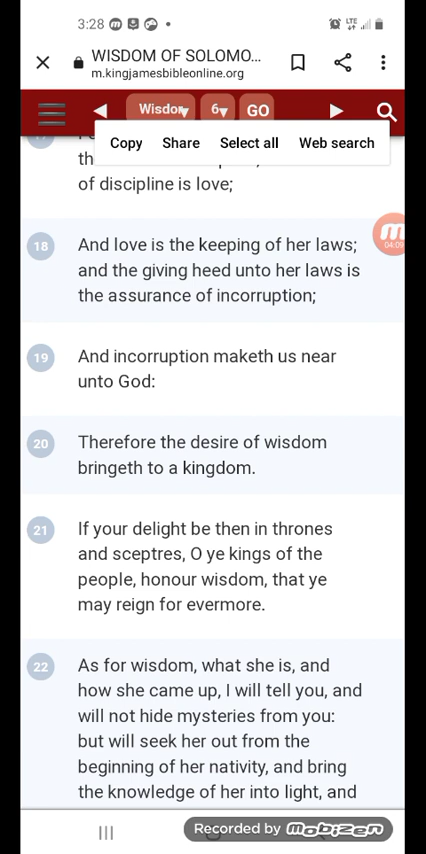 3:28
LTE
WISDOM OF SOLOMO...
m.kingjamesbibleonline.org
Wisdom 6 GO
Copy Share Select all Web search
of discipline is love;
04:09
18 And love is the keeping of her laws;
and the giving heed unto her laws is
the assurance of incorruption;
19 And incorruption maketh us near
unto God:
20 Therefore the desire of wisdom
bringeth to a kingdom.
21 If your delight be then in thrones
and sceptres, O ye kings of the
people, honour wisdom, that ye
may reign for evermore.
22 As for wisdom, what she is, and
how she came up, I will tell you, and
will not hide mysteries from you:
but will seek her out from the
beginning of her nativity, and bring
the knowledge of her into light, and
Recorded by mobizen